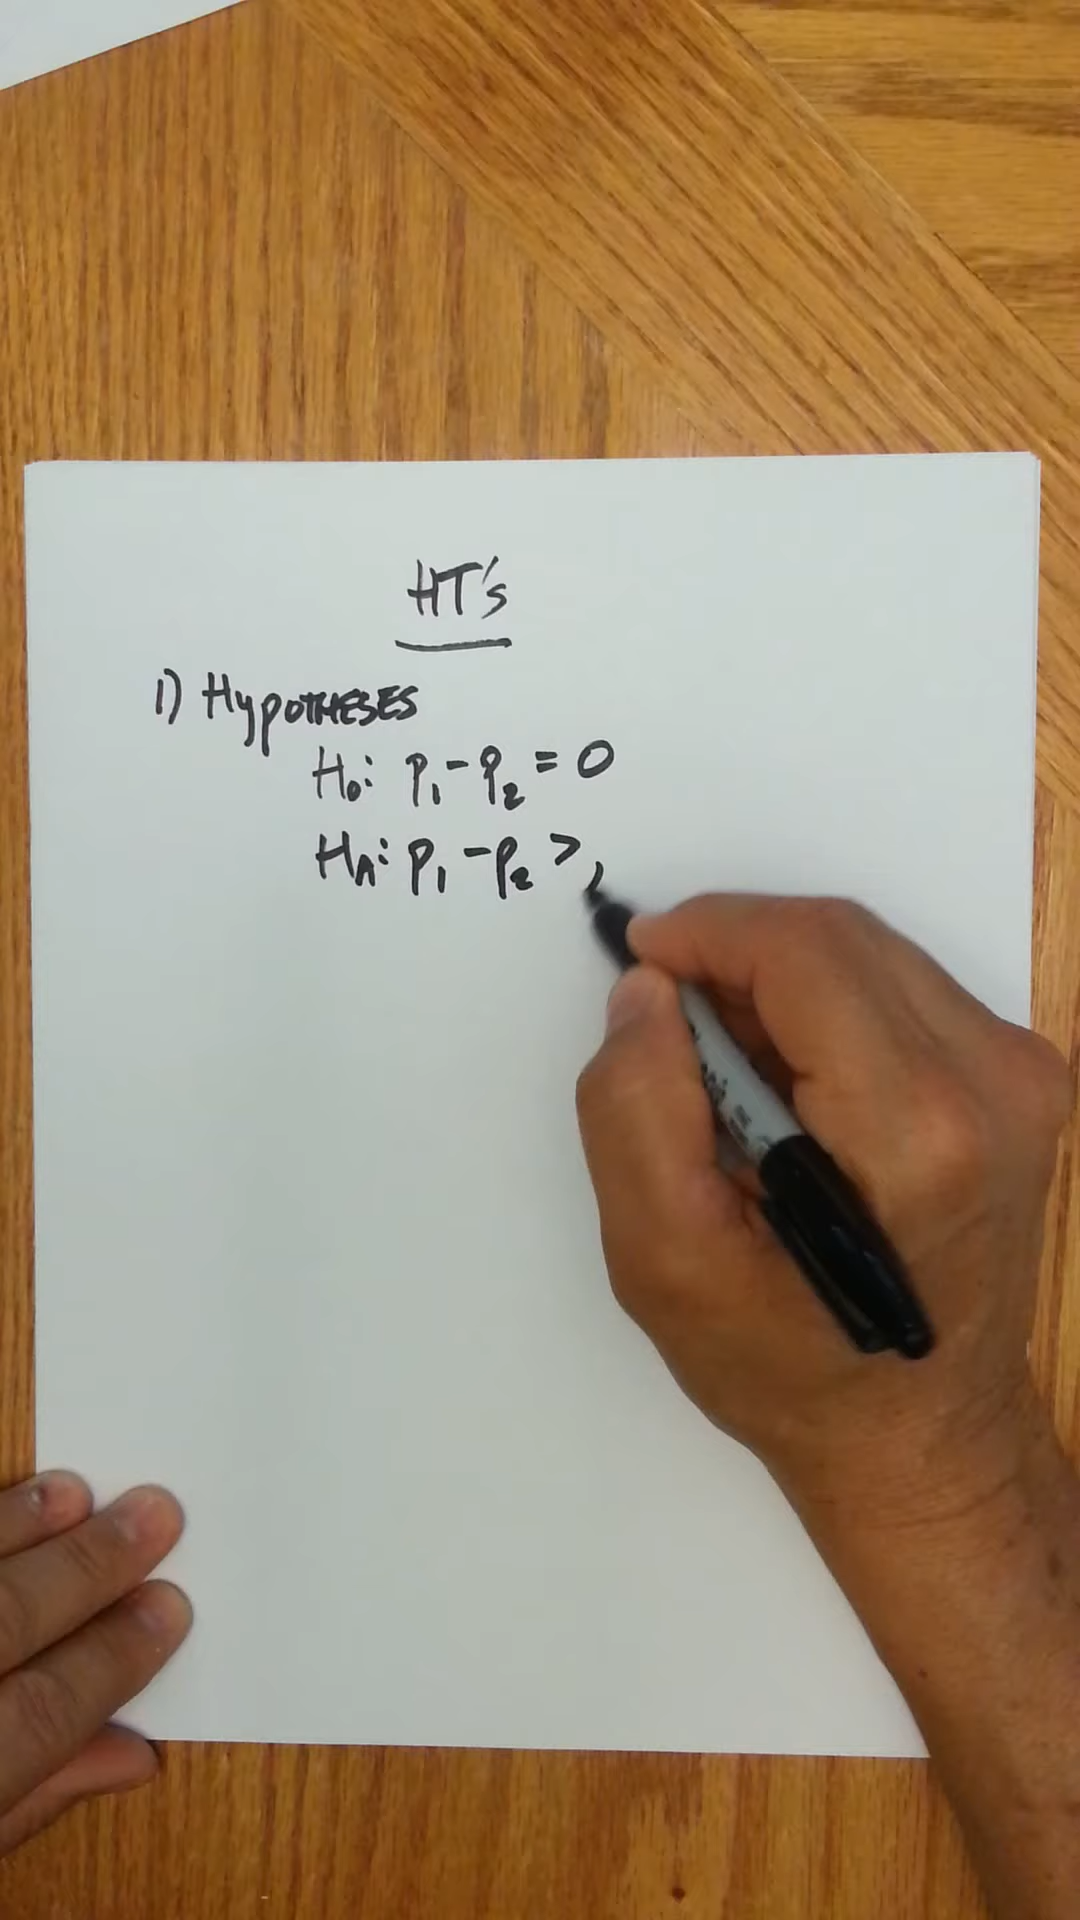 HT's
1) HYPOTHESES
H₀: p₁ - p₂ = 0
Hₐ: p₁ - p₂ > ,